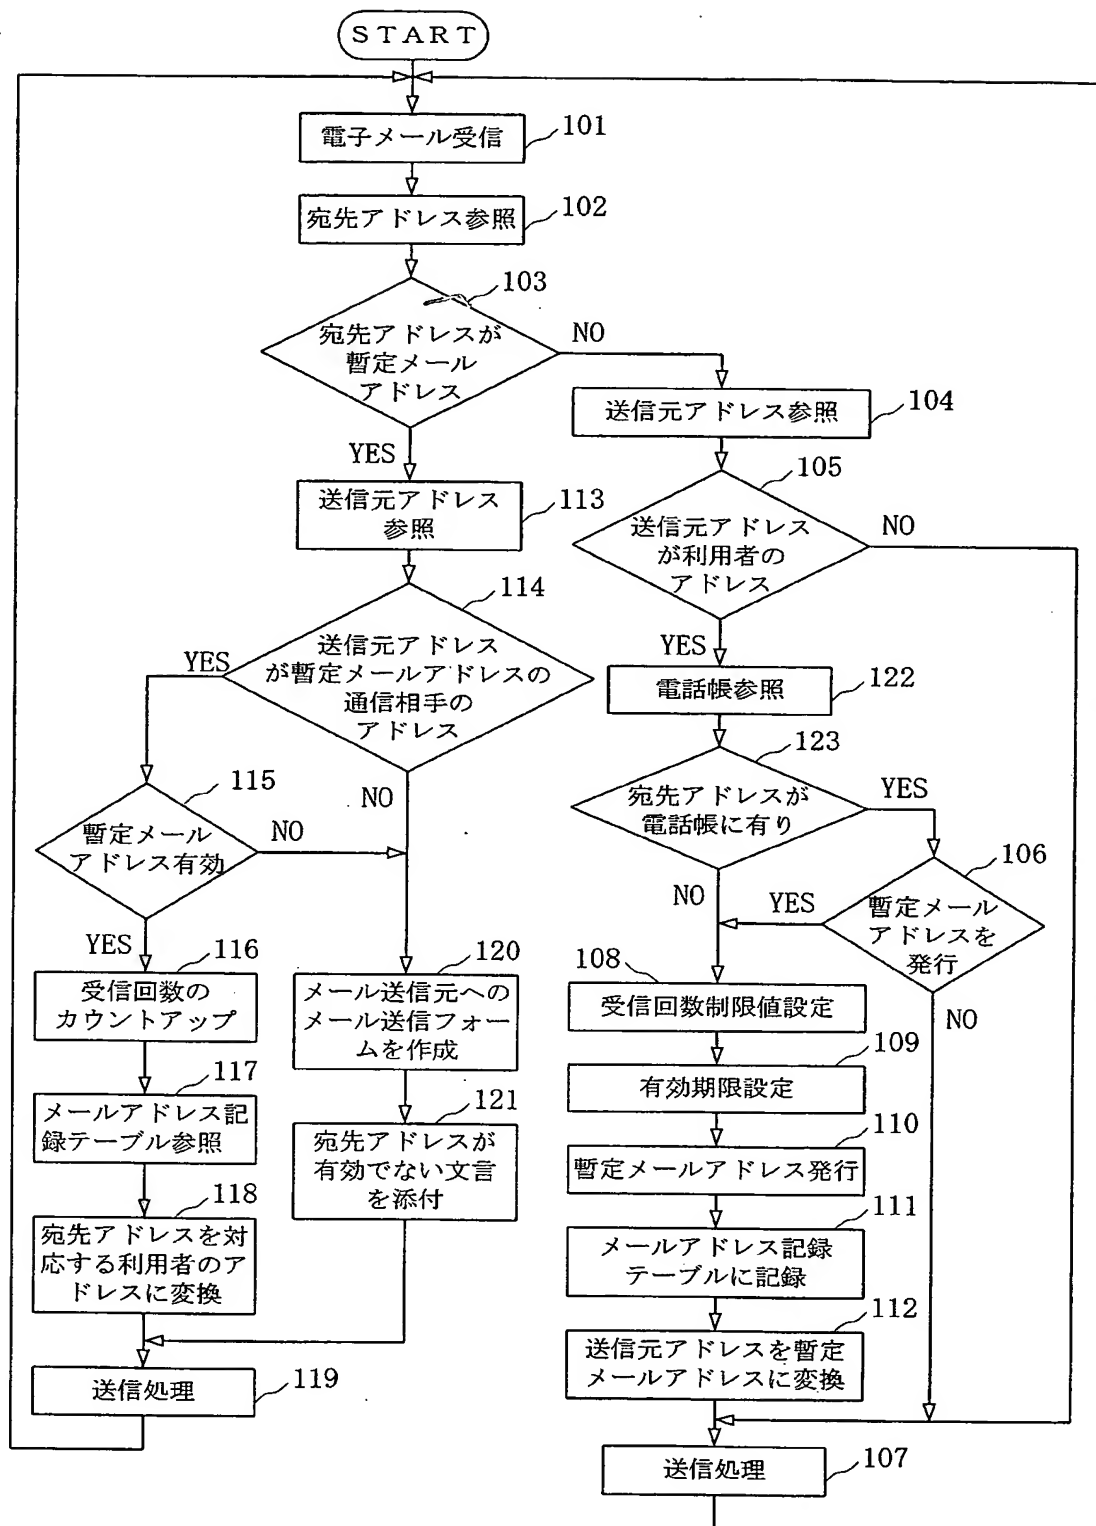 START
電子メール受信
101
宛先アドレス参照
102
103
宛先アドレスが
暫定メール
アドレス
NO
YES
送信元アドレス参照
104
105
送信元アドレス
が利用者の
アドレス
NO
YES
送信元アドレス
参照
113
114
送信元アドレス
が暫定メールアドレスの
通信相手の
アドレス
YES
NO
電話帳参照
122
123
宛先アドレスが
電話帳に有り
YES
NO
115
暫定メール
アドレス有効
NO
YES
106
暫定メール
アドレスを
発行
YES
NO
116
受信回数の
カウントアップ
117
メールアドレス記
録テーブル参照
118
宛先アドレスを対
応する利用者のア
ドレスに変換
送信処理
119
120
メール送信元への
メール送信フォー
ムを作成
121
宛先アドレスが
有効でない文言
を添付
108
受信回数制限値設定
109
有効期限設定
110
暫定メールアドレス発行
111
メールアドレス記録
テーブルに記録
112
送信元アドレスを暫定
メールアドレスに変換
送信処理
107